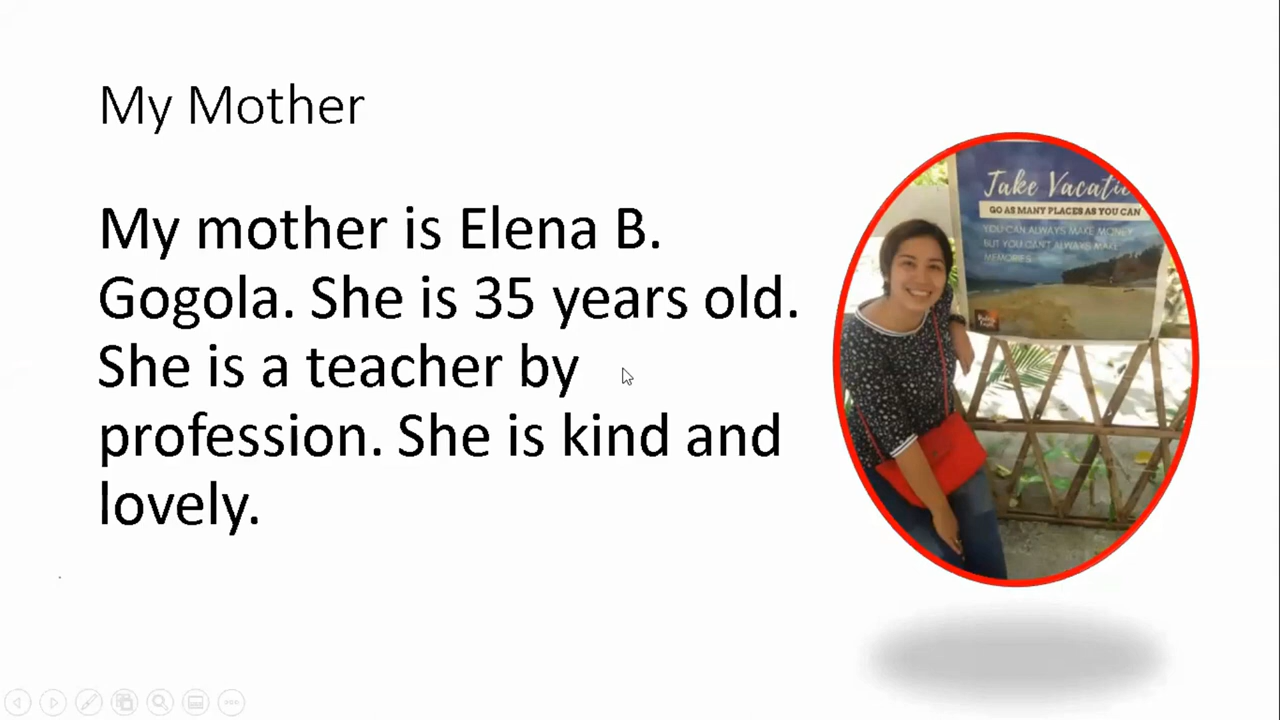 My Mother
My mother is Elena B.
Gogola. She is 35 years old.
She is a teacher by
profession. She is kind and
lovely.
Take Vacatio
GO AS MANY PLACES AS YOU CAN
YOU CAN ALWAYS MAKE MONEY
BUT YOU CAN'T ALWAYS MAKE
MEMORIES